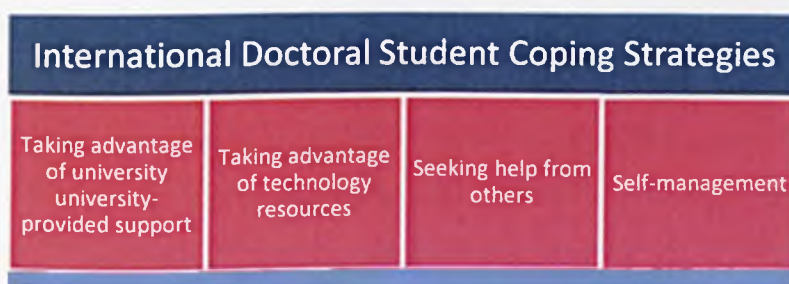 International Doctoral Student Coping Strategies
Taking advantage
of university
university-
provided support
Taking advantage
of technology
resources
Seeking help from
others
Self-management